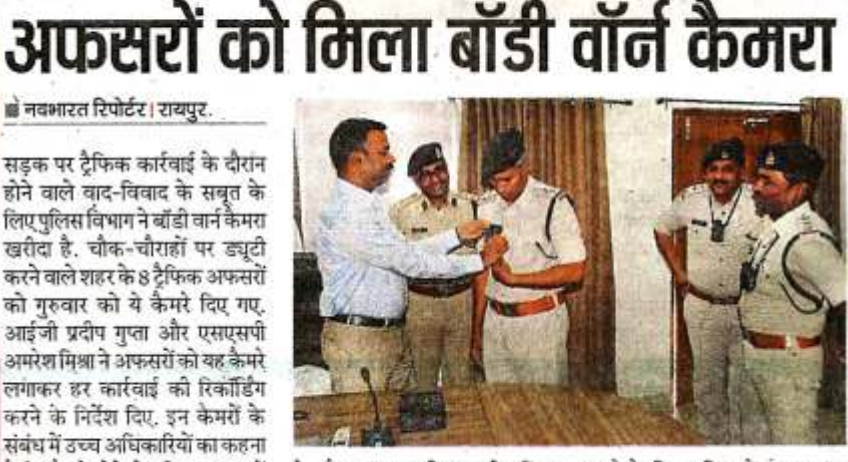 अफसरों को मिला बॉडी वॉर्न कैमरा
नवभारत रिपोर्टर। रायपुर.
सड़क पर ट्रैफिक कार्रवाई के दौरान
होने वाले वाद-विवाद के सबूत के
लिए पुलिस विभाग ने बॉडी वार्न कैमरा
खरीदा है. चौक-चौराहों पर ड्यूटी
करने वाले शहर के 8 ट्रैफिक अफसरों
को गुरुवार को ये कैमरे दिए गए.
आईजी प्रदीप गुप्ता और एसएसपी
अमरेश मिश्रा ने अफसरों को यह कैमरे
लगाकर हर कार्रवाई की रिकॉर्डिंग
करने के निर्देश दिए. इन कैमरों के
संबंध में उच्च अधिकारियों का कहना